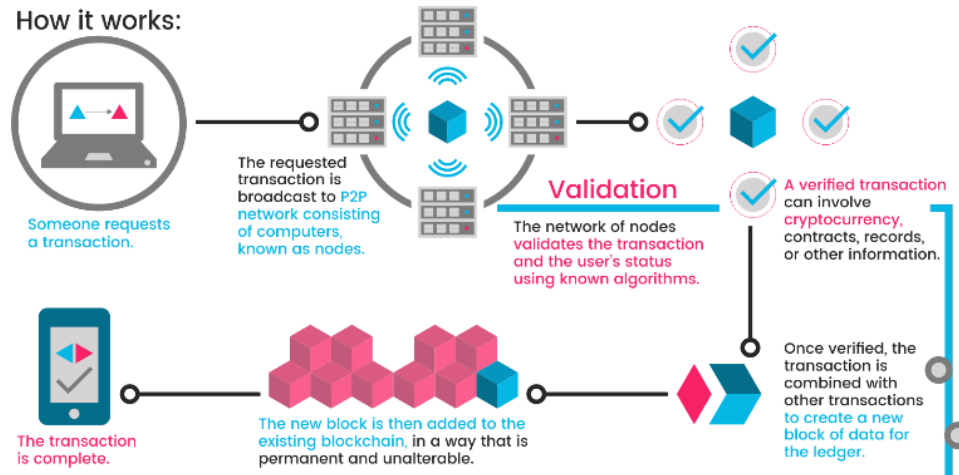 How it works:
Someone requests
a transaction.
The requested
transaction is
broadcast to P2P
network consisting
of computers,
known as nodes.
Validation
The network of nodes
validates the transaction
and the user's status
using known algorithms.
A verified transaction
can involve
cryptocurrency,
contracts, records,
or other information.
Once verified, the
transaction is
combined with
other transactions
to create a new
block of data for
the ledger.
The new block is then added to the
existing blockchain, in a way that is
permanent and unalterable.
The transaction
is complete.